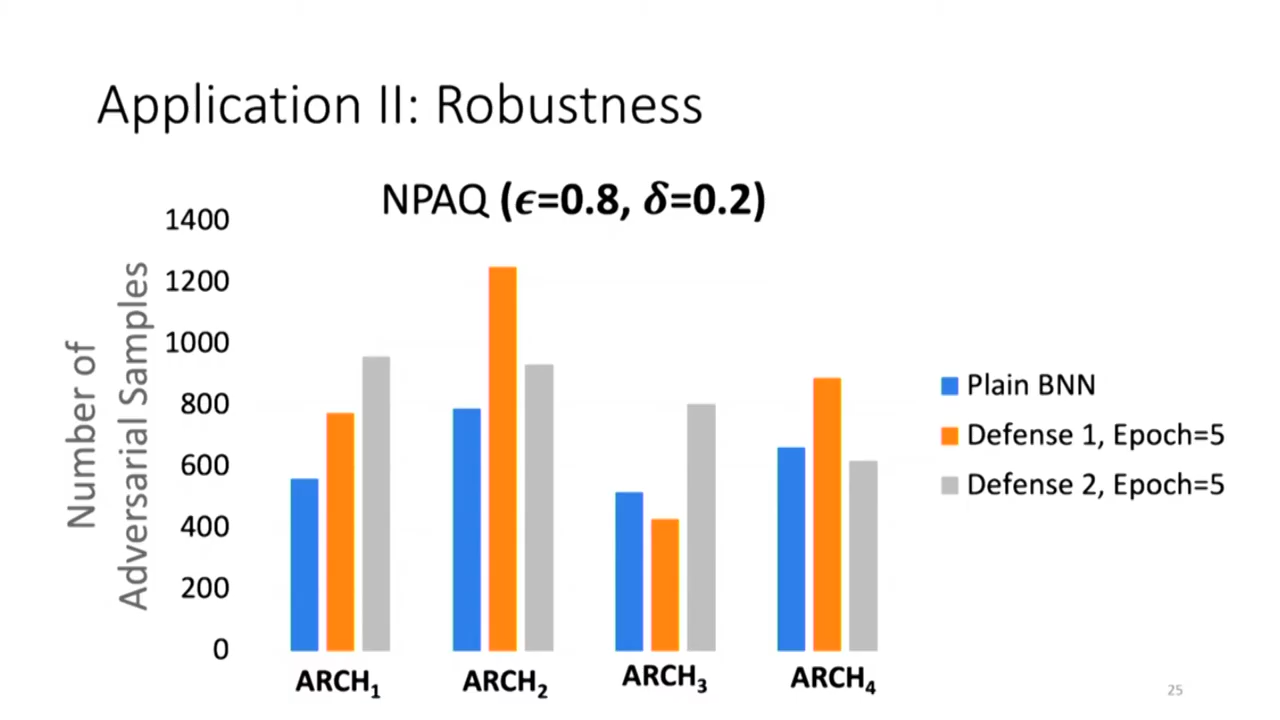 Application II: Robustness
NPAQ (ϵ=0.8, δ=0.2)
Number of
Adversarial Samples
1400
1200
1000
800
600
400
200
0
ARCH₁
ARCH₂
ARCH₃
ARCH₄
Plain BNN
Defense 1, Epoch=5
Defense 2, Epoch=5
25